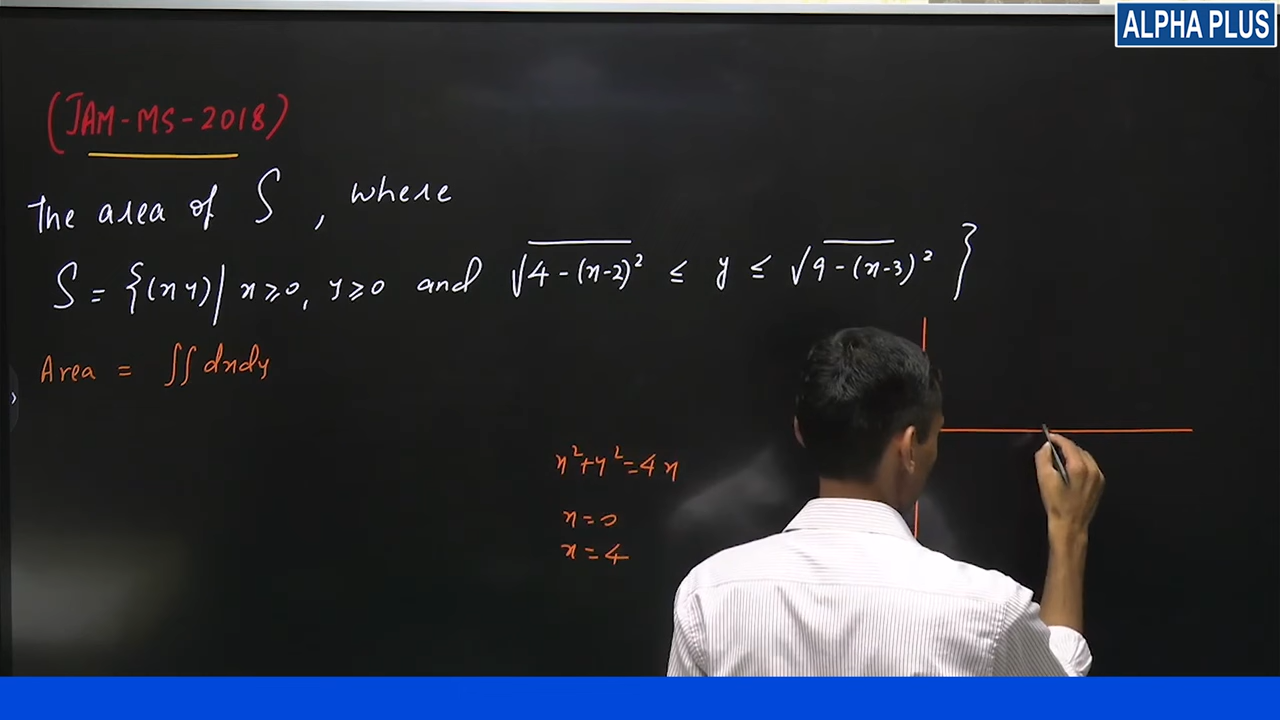 ALPHA PLUS
(JAM-MS-2018)
The area of S, where
S = {(x y) | x ≥ 0, y ≥ 0 and √4-(x-2)² ≤ y ≤ √9-(x-3)² }
Area = ∬ dxdy
x²+y²=4x
x=0
x=4